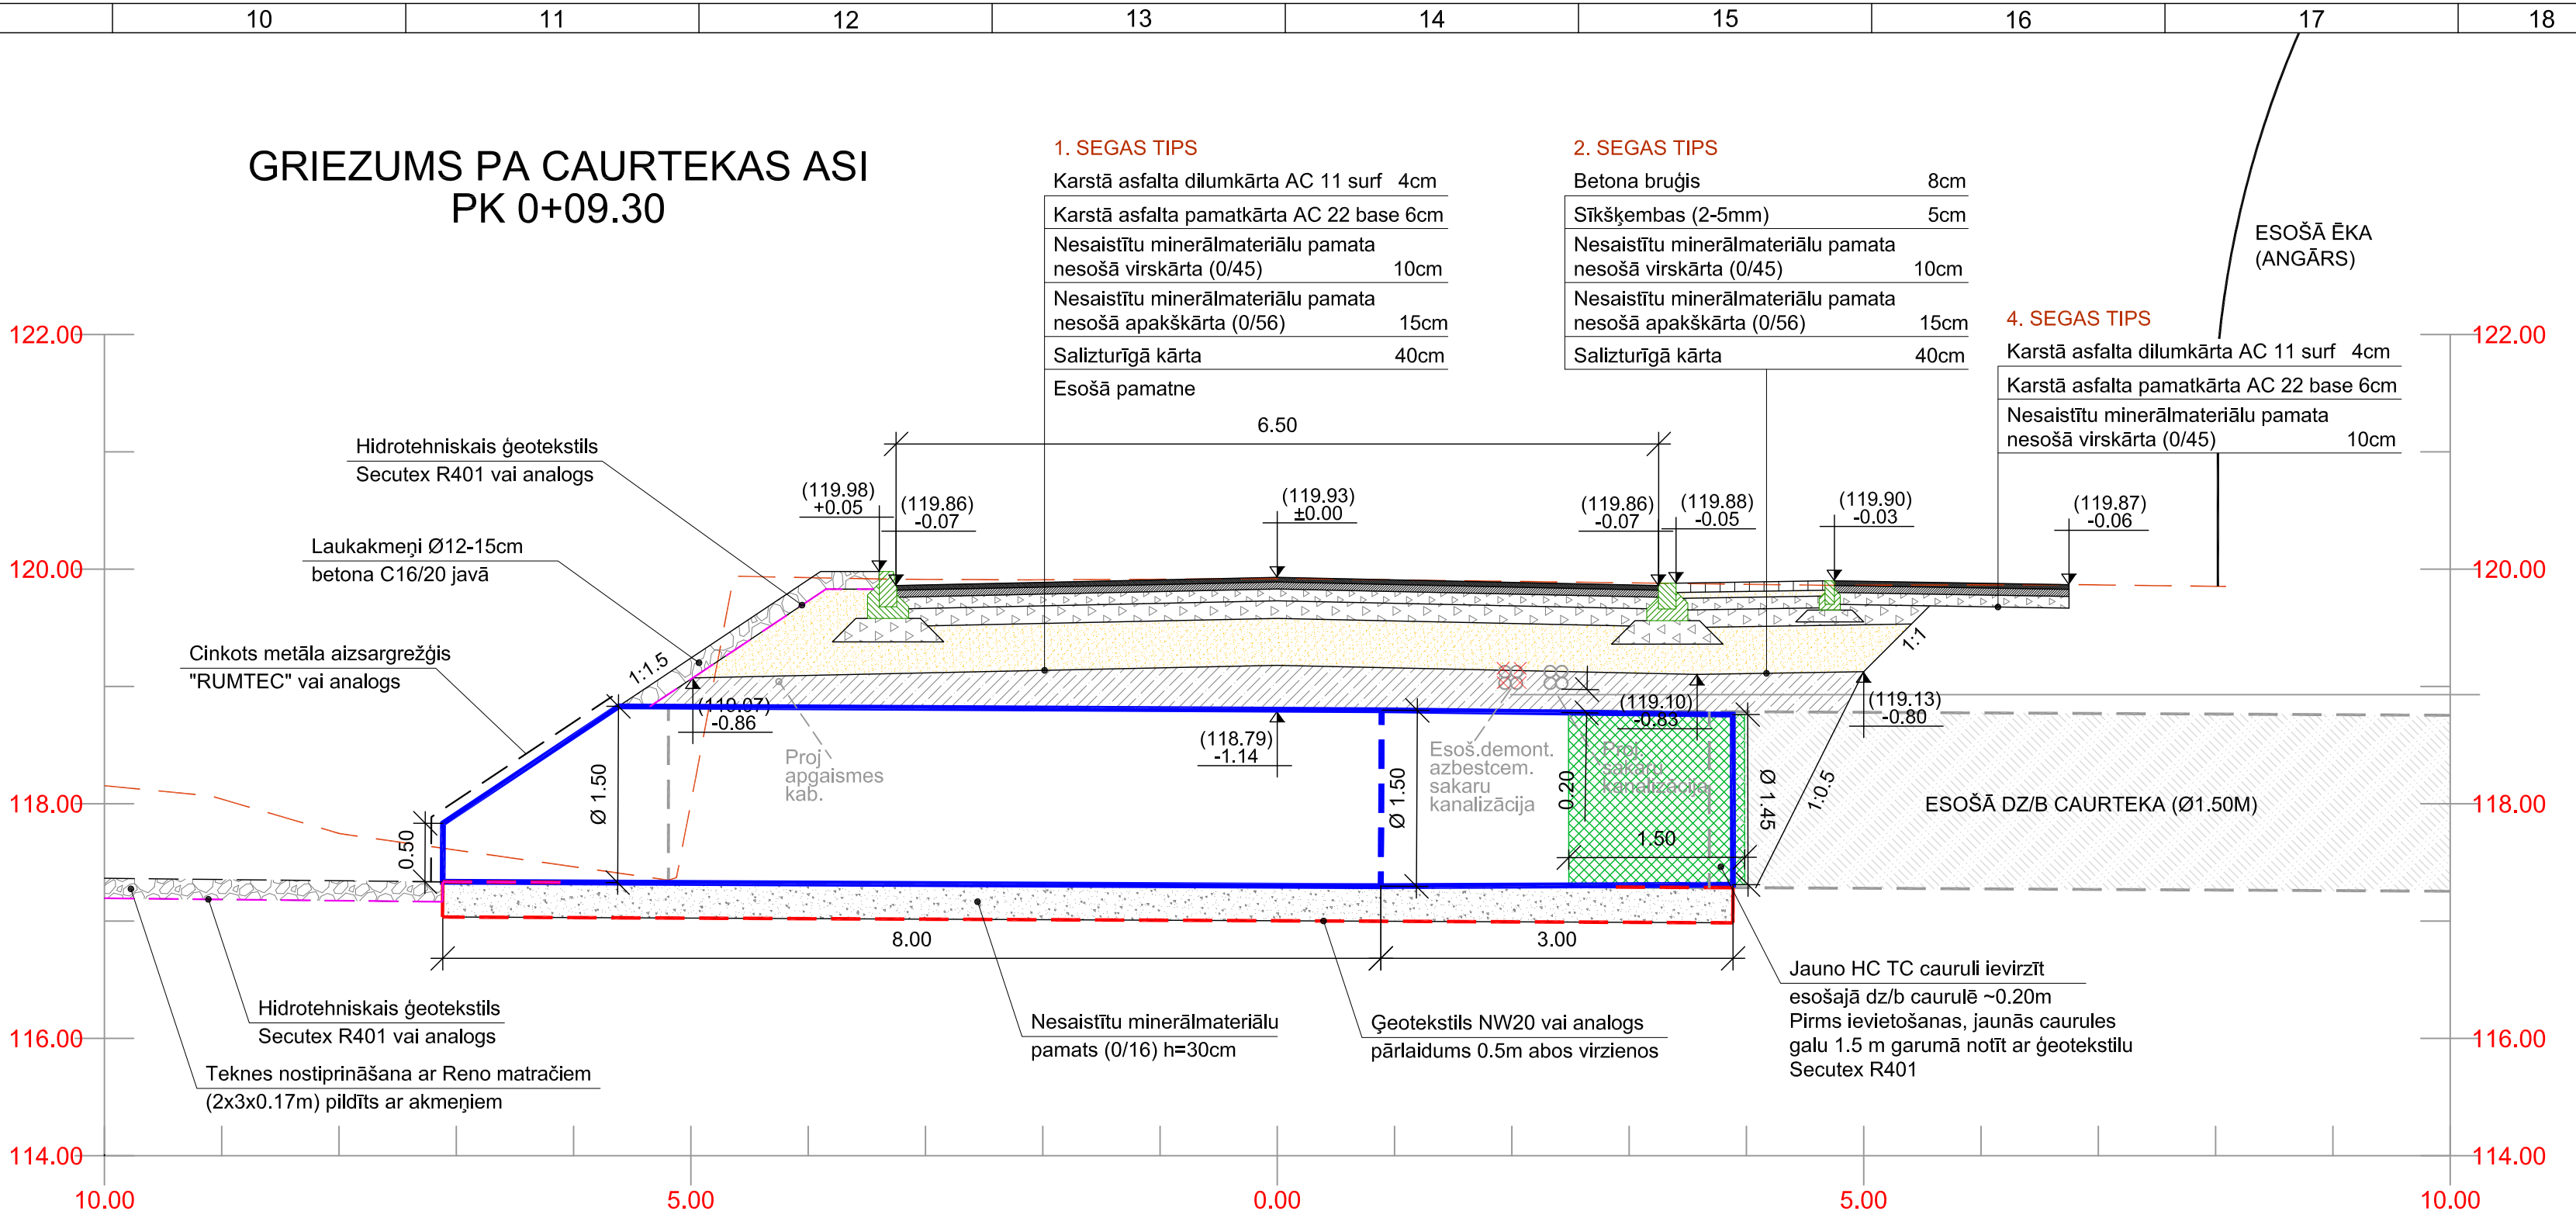 10 11 12 13 14 15 16 17 18
GRIEZUMS PA CAURTEKAS ASI
PK 0+09.30
1. SEGAS TIPS
Karstā asfalta dilumkārta AC 11 surf 4cm
Karstā asfalta pamatkārta AC 22 base 6cm
Nesaistītu minerālmateriālu pamata
nesošā virskārta (0/45) 10cm
Nesaistītu minerālmateriālu pamata
nesošā apakškārta (0/56) 15cm
Salizturīgā kārta 40cm
Esošā pamatne
2. SEGAS TIPS
Betona bruģis 8cm
Sīkšķembas (2-5mm) 5cm
Nesaistītu minerālmateriālu pamata
nesošā virskārta (0/45) 10cm
Nesaistītu minerālmateriālu pamata
nesošā apakškārta (0/56) 15cm
Salizturīgā kārta 40cm
ESOŠĀ ĒKA
(ANGĀRS)
4. SEGAS TIPS
Karstā asfalta dilumkārta AC 11 surf 4cm
Karstā asfalta pamatkārta AC 22 base 6cm
Nesaistītu minerālmateriālu pamata
nesošā virskārta (0/45) 10cm
122.00
122.00
6.50
Hidrotehniskais ģeotekstils
Secutex R401 vai analogs
(119.98)
+0.05
(119.86)
-0.07
(119.93)
±0.00
(119.86)
-0.07
(119.88)
-0.05
(119.90)
-0.03
(119.87)
-0.06
Laukakmeņi Ø12-15cm
betona C16/20 javā
120.00
120.00
Cinkots metāla aizsargrežģis
"RUMTEC" vai analogs
1:1.5
1:1
(119.07)
-0.86
(119.10)
-0.83
(119.13)
-0.80
(118.79)
-1.14
Proj
apgaismes
kab.
Esoš.demont.
azbestcem.
sakaru
kanalizācija
Proj.
sakaru
kanalizācija
Ø 1.50
Ø 1.50
0.20
Ø 1.45
1:0.5
118.00
118.00
ESOŠĀ DZ/B CAURTEKA (Ø1.50M)
0.50
1.50
8.00
3.00
Jauno HC TC cauruli ievirzīt
esošajā dz/b caurulē ~0.20m
Pirms ievietošanas, jaunās caurules
galu 1.5 m garumā notīt ar ģeotekstilu
Secutex R401
Hidrotehniskais ģeotekstils
Secutex R401 vai analogs
Nesaistītu minerālmateriālu
pamats (0/16) h=30cm
Ģeotekstils NW20 vai analogs
pārlaidums 0.5m abos virzienos
116.00
116.00
Teknes nostiprināšana ar Reno matračiem
(2x3x0.17m) pildīts ar akmeņiem
114.00
114.00
10.00 5.00 0.00 5.00 10.00